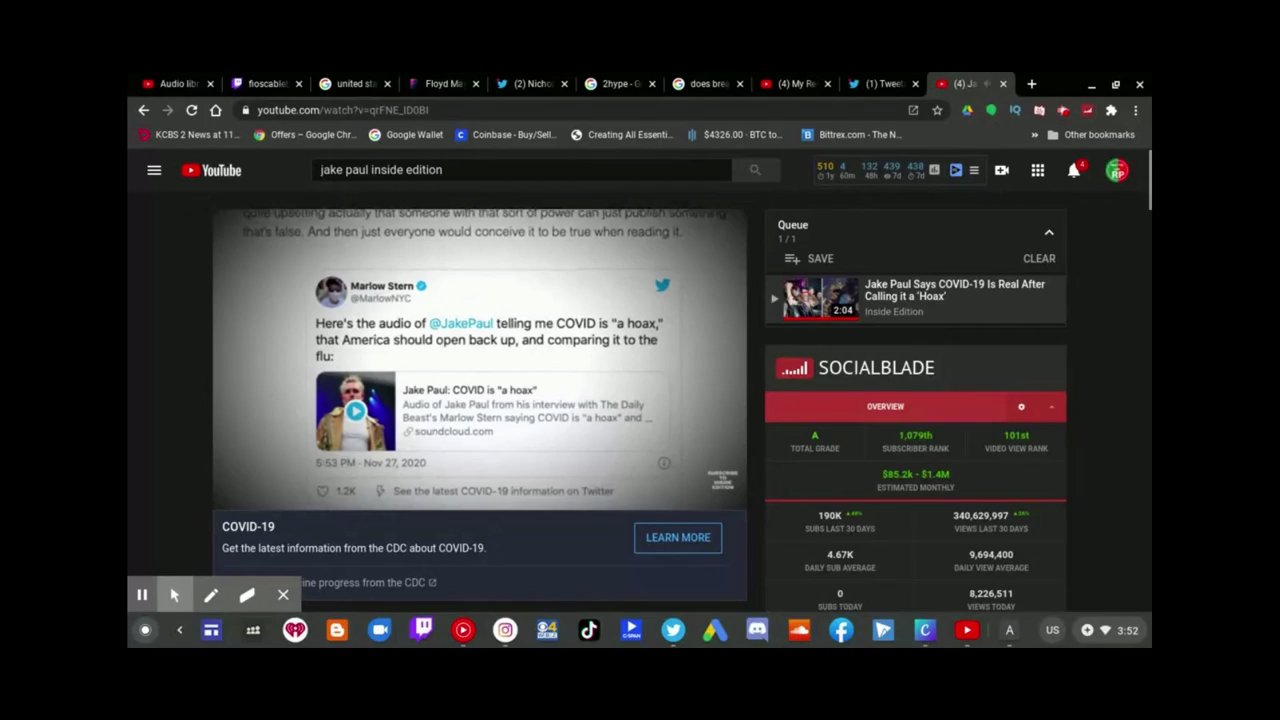 Audio libr
fioscable
united sta
Floyd Ma
(2) Nicho
2hype - G
does brea
(4) My Re
(1) Tweet
(4) Ja
youtube.com/watch?v=qrFNE_ID0BI
KCBS 2 News at 11...
Offers – Google Chr...
Google Wallet
Coinbase - Buy/Sell...
Creating All Essenti...
$4326.00 · BTC to...
Bittrex.com - The N...
»
Other bookmarks
YouTube
jake paul inside edition
510 4 132 439 438
1y 60m 48h 7d 7d
4
RP
quite upsetting actually that someone with that sort of power can just publish something
that's false. And then just everyone would conceive it to be true when reading it.
Marlow Stern
@MarlowNYC
Here's the audio of @JakePaul telling me COVID is "a hoax,"
that America should open back up, and comparing it to the
flu:
Jake Paul: COVID is "a hoax"
Audio of Jake Paul from his interview with The Daily
Beast's Marlow Stern saying COVID is "a hoax" and ...
soundcloud.com
5:53 PM · Nov 27, 2020
1.2K
See the latest COVID-19 information on Twitter
SUBSCRIBE
TO
INSIDE
EDITION
COVID-19
Get the latest information from the CDC about COVID-19.
LEARN MORE
ine progress from the CDC
Queue
1 / 1
SAVE
CLEAR
Jake Paul Says COVID-19 Is Real After
Calling it a 'Hoax'
Inside Edition
2:04
SOCIALBLADE
OVERVIEW
A
TOTAL GRADE
1,079th
SUBSCRIBER RANK
101st
VIDEO VIEW RANK
$85.2k - $1.4M
ESTIMATED MONTHLY
190K
SUBS LAST 30 DAYS
340,629,997
VIEWS LAST 30 DAYS
4.67K
DAILY SUB AVERAGE
9,694,400
DAILY VIEW AVERAGE
0
SUBS TODAY
8,226,511
VIEWS TODAY
A
US
3:52